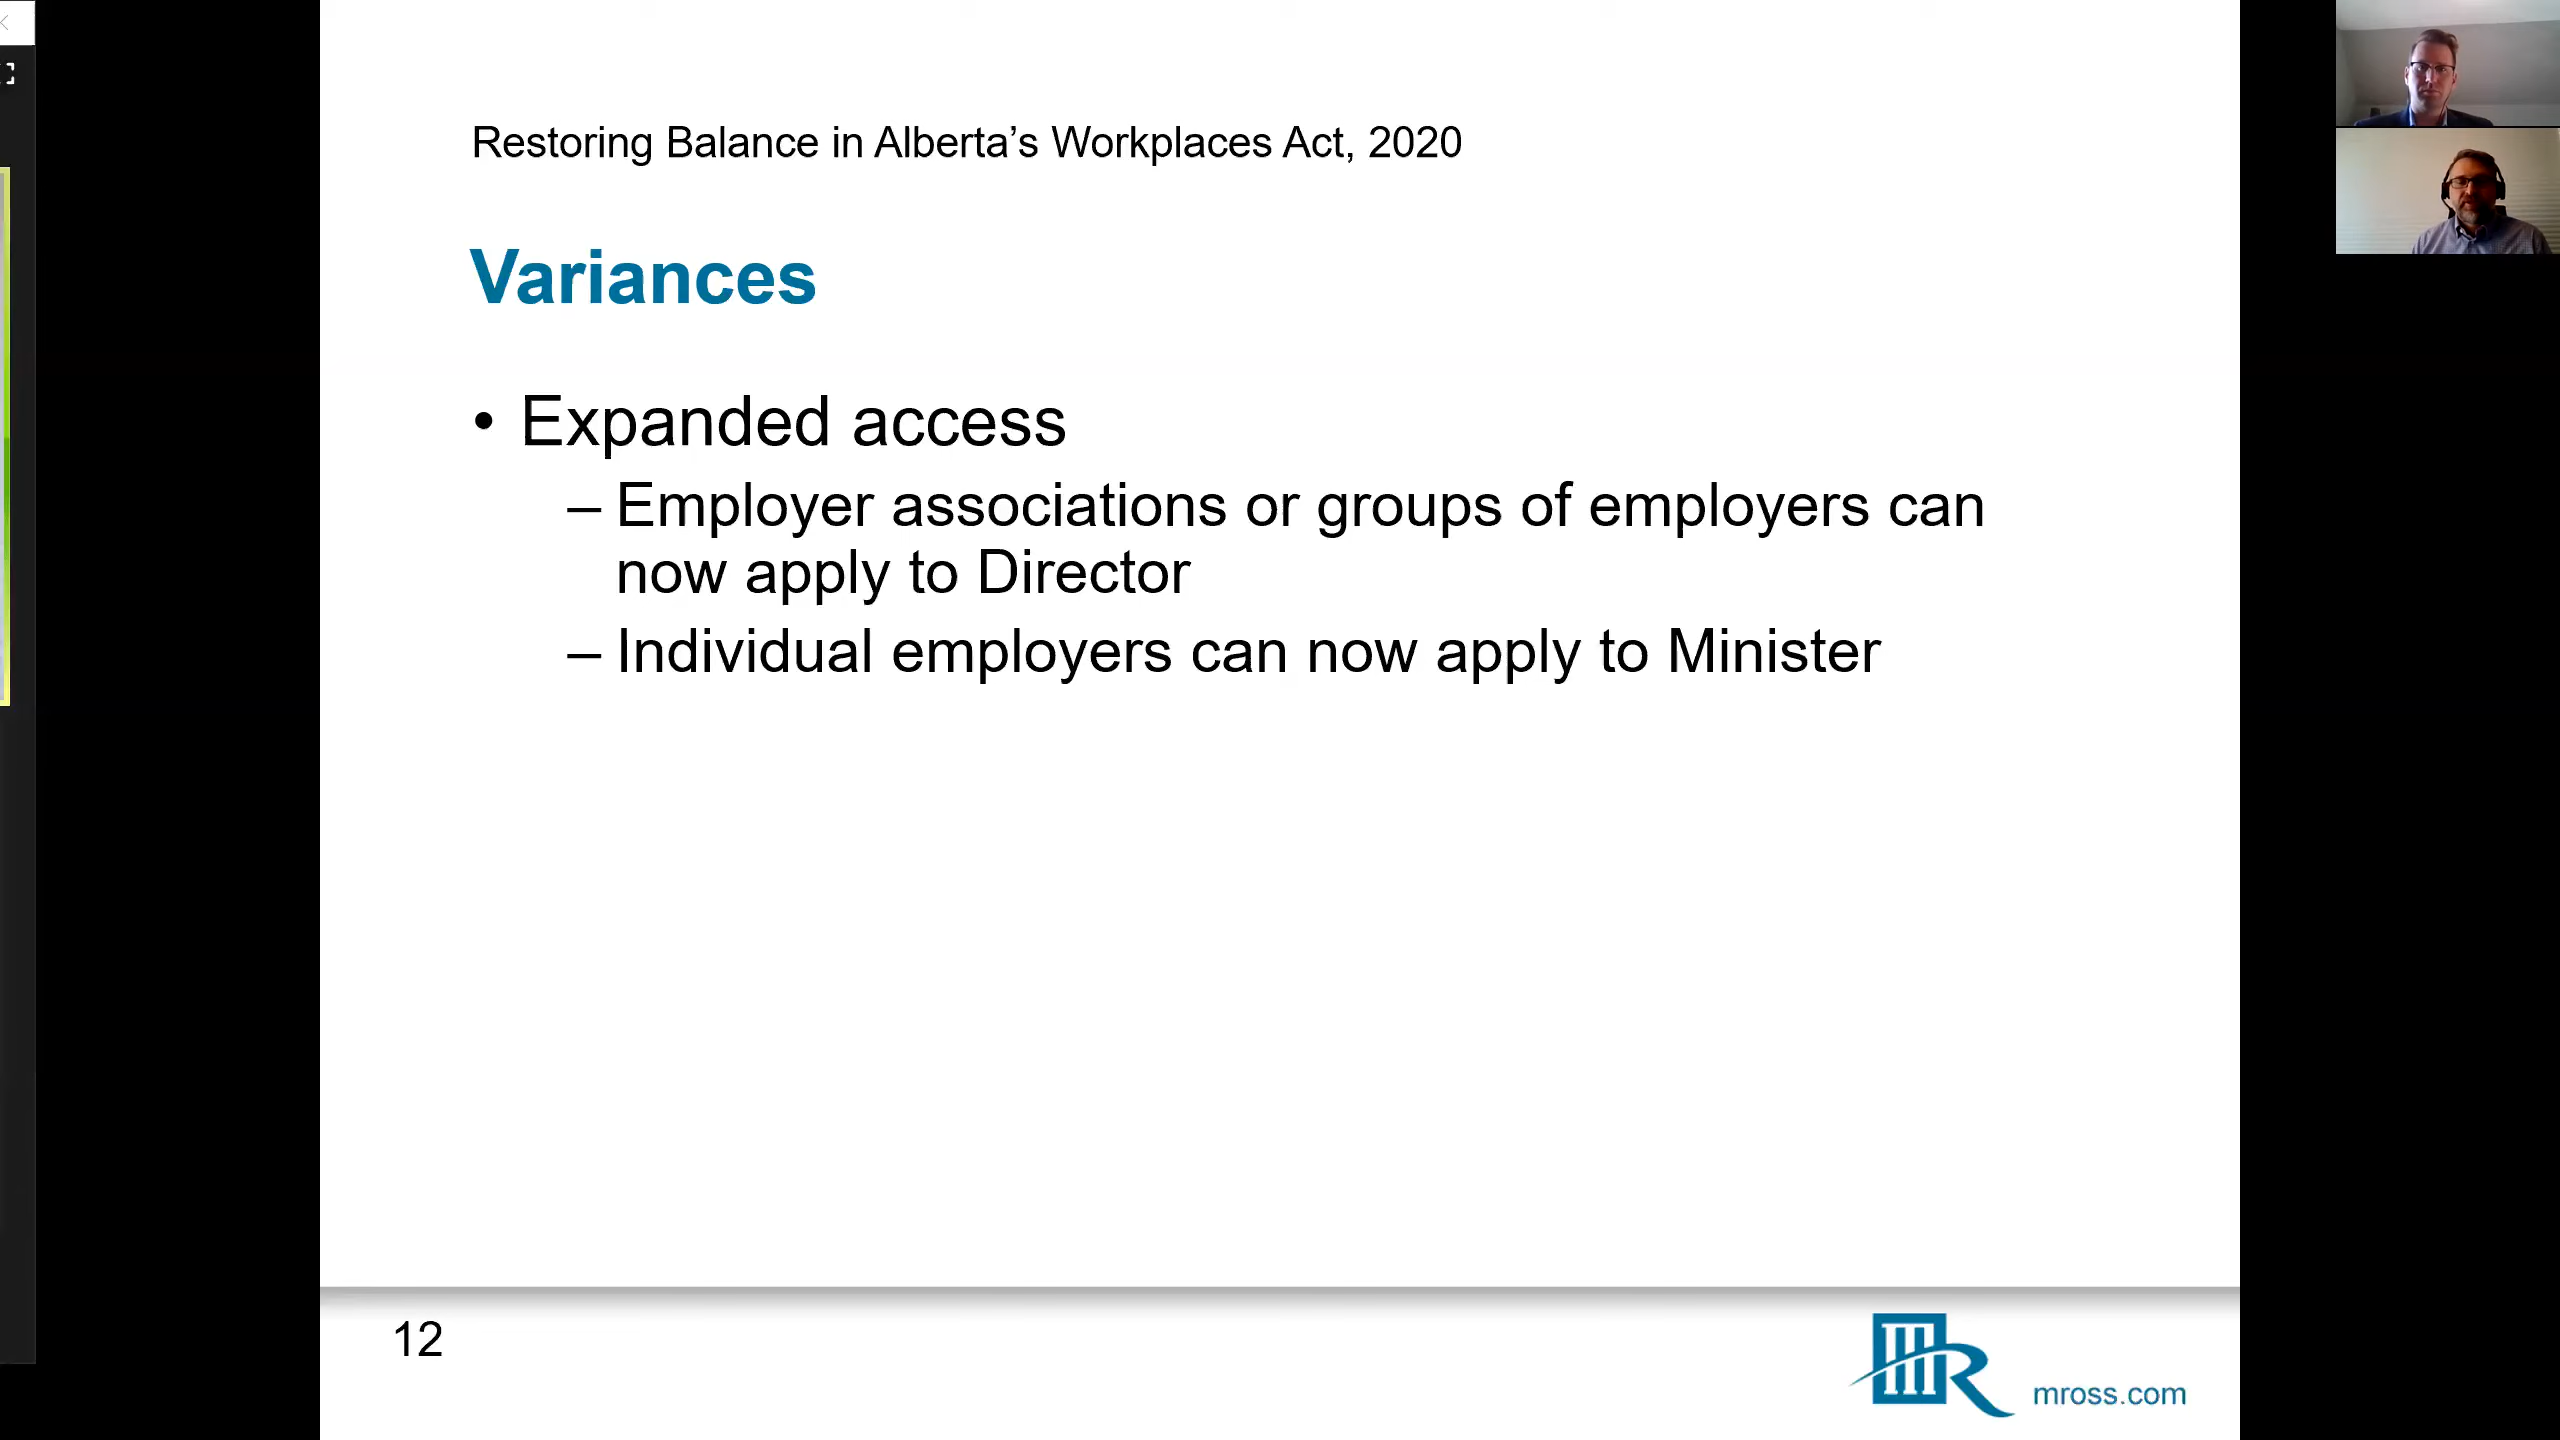 Restoring Balance in Alberta’s Workplaces Act, 2020
Variances
• Expanded access
– Employer associations or groups of employers can
now apply to Director
– Individual employers can now apply to Minister
12
mross.com